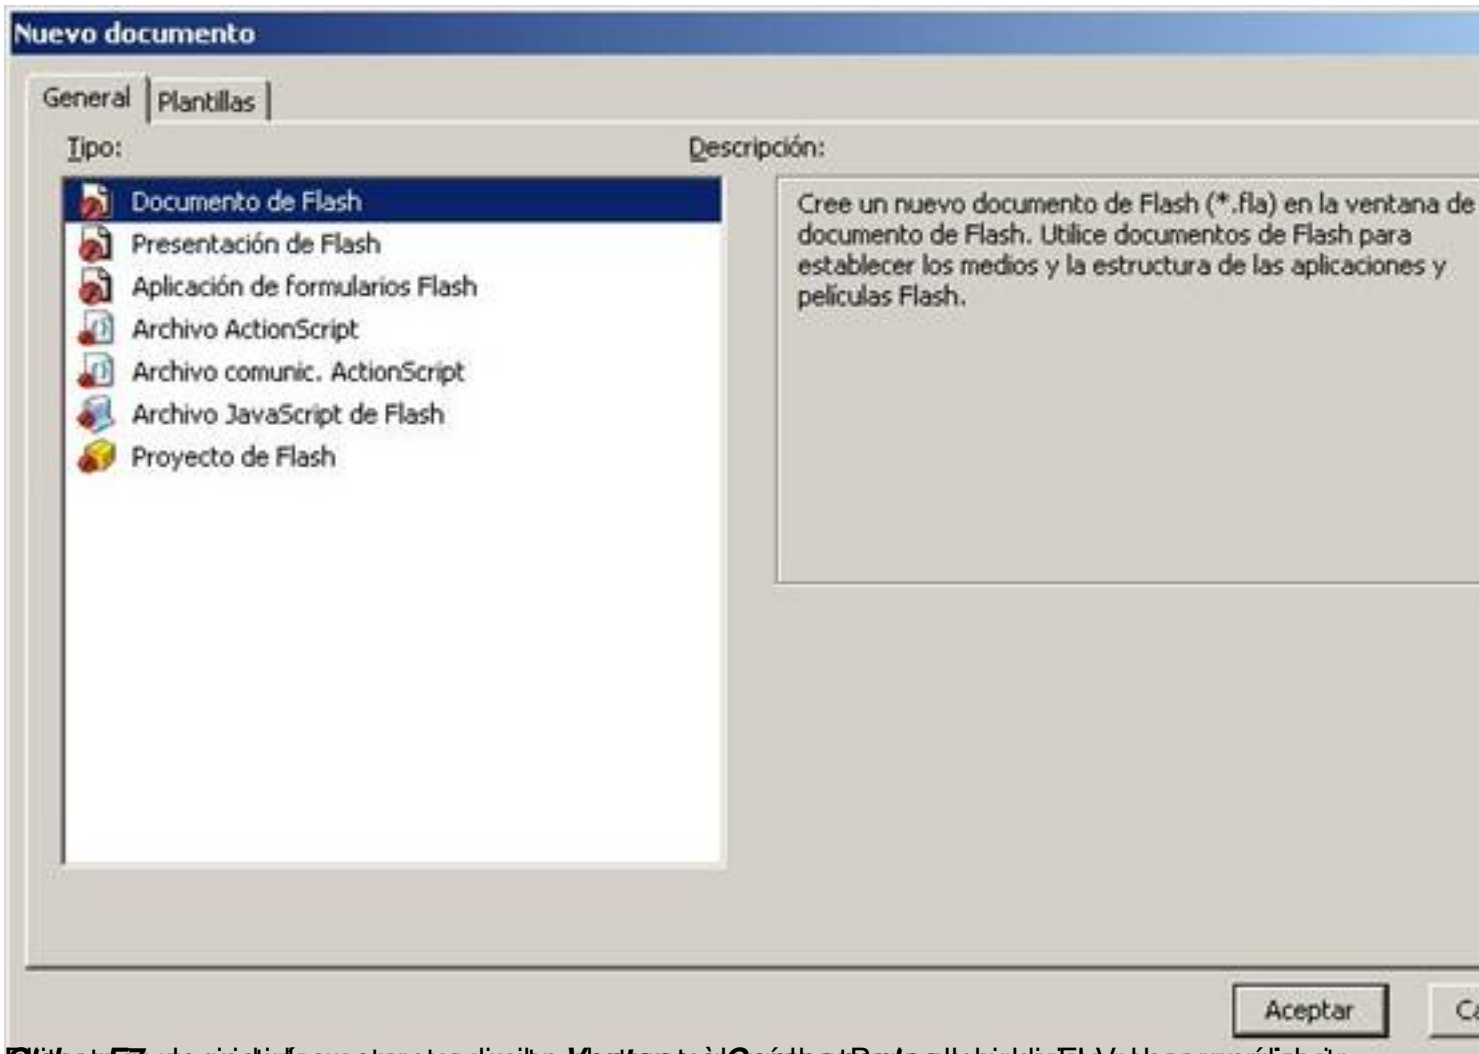 Nuevo documento
General Plantillas
Tipo: Descripción:
Documento de Flash
Presentación de Flash
Aplicación de formularios Flash
Archivo ActionScript
Archivo comunic. ActionScript
Archivo JavaScript de Flash
Proyecto de Flash
Cree un nuevo documento de Flash (*.fla) en la ventana de
documento de Flash. Utilice documentos de Flash para
establecer los medios y la estructura de las aplicaciones y
películas Flash.
Aceptar